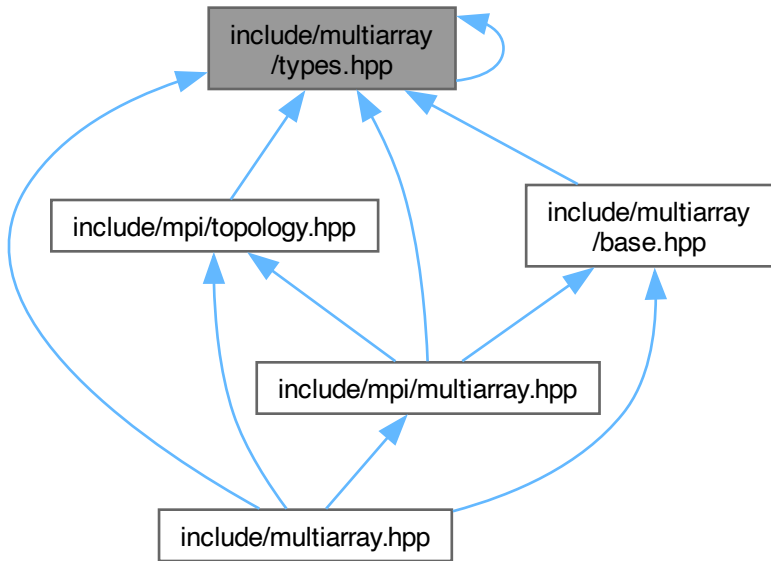 include/multiarray
/types.hpp
include/mpi/topology.hpp
include/multiarray
/base.hpp
include/mpi/multiarray.hpp
include/multiarray.hpp